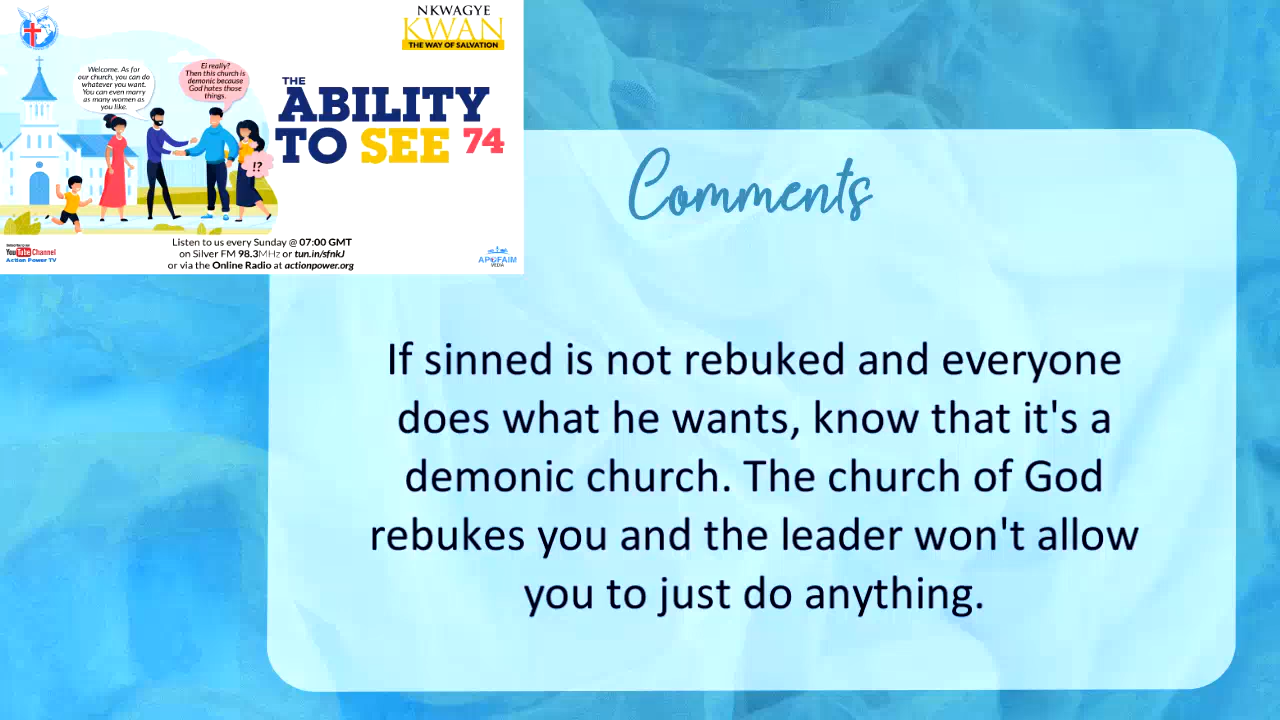 NKWAGYE
KWAN
THE WAY OF SALVATION
Welcome. As for
our church, you can do
whatever you want.
You can even marry
as many women as
you like.
Ei really?
Then this church is
demonic because
God hates those
things.
!?
THE
ABILITY
TO SEE 74
Listen to us every Sunday @ 07:00 GMT
on Silver FM 98.3MHz or tun.in/sfnkJ
or via the Online Radio at actionpower.org
YouTube Channel
Action Power TV
APOFAIM
MEDIA
Comments
If sinned is not rebuked and everyone
does what he wants, know that it's a
demonic church. The church of God
rebukes you and the leader won't allow
you to just do anything.